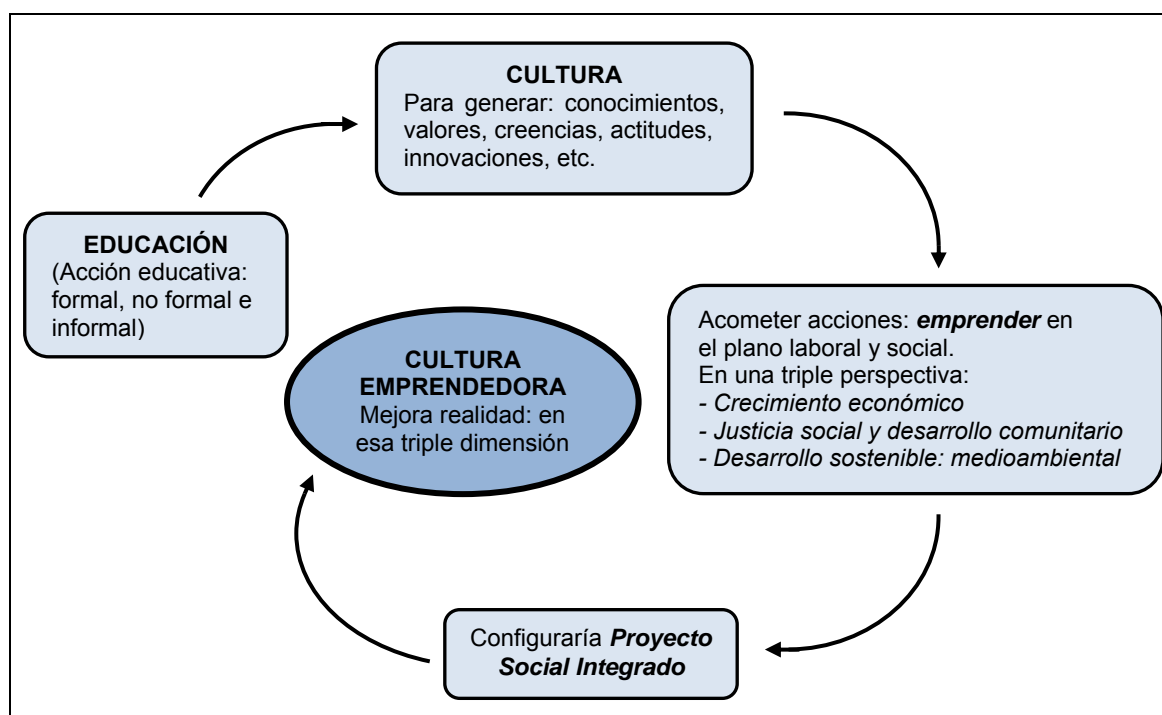 CULTURA
Para generar: conocimientos,
valores, creencias, actitudes,
innovaciones, etc.
EDUCACIÓN
(Acción educativa:
formal, no formal e
informal)
Acometer acciones: emprender en
el plano laboral y social.
En una triple perspectiva:
- Crecimiento económico
- Justicia social y desarrollo comunitario
- Desarrollo sostenible: medioambiental
CULTURA
EMPRENDEDORA
Mejora realidad: en
esa triple dimensión
Configuraría Proyecto
Social Integrado